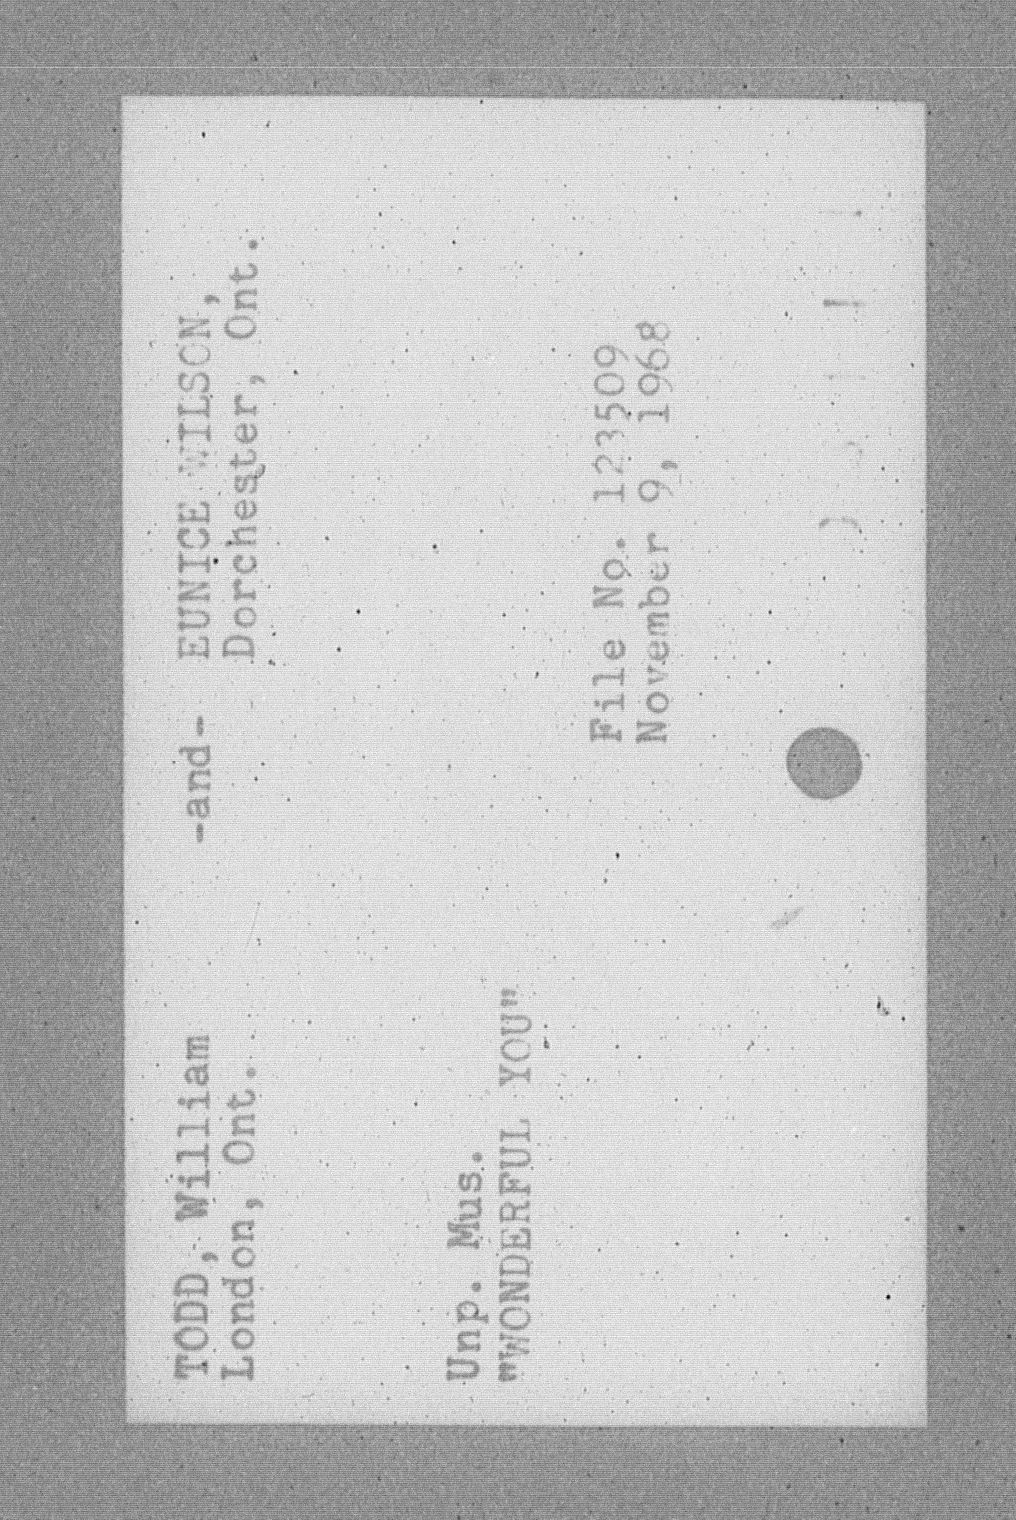 TODD, William -and- EUNICE WILSON,
London, Ont. Dorchester, Ont.
Unp. Mus.
"WONDERFUL YOU"
File No. 123509
November 9, 1968